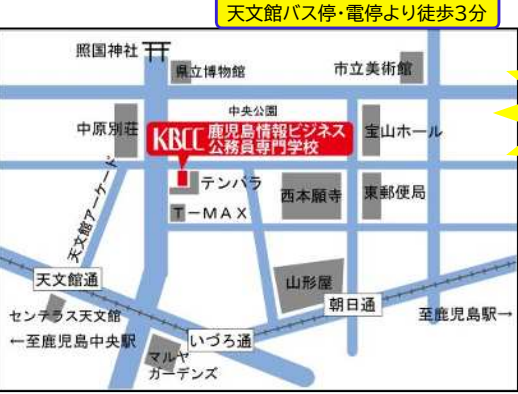 天文館バス停・電停より徒歩3分
照国神社
県立博物館
市立美術館
中央公園
中原別荘
KBCC 鹿児島情報ビジネス
公務員専門学校
宝山ホール
天文館アーケード
テンパラ
西本願寺
東郵便局
T-MAX
天文館通
山形屋
朝日通
センテラス天文館
至鹿児島駅→
←至鹿児島中央駅
いづろ通
マルヤ
ガーデンズ